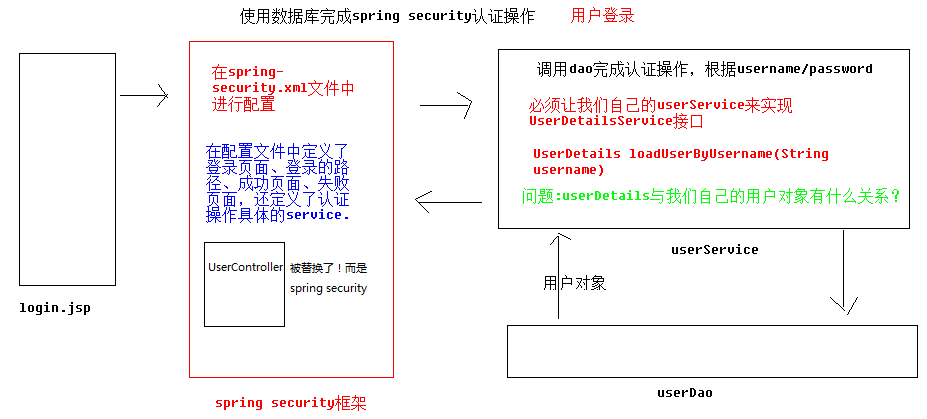 使用数据库完成spring security认证操作 用户登录
在spring-
security.xml文件中
进行配置
在配置文件中定义了
登录页面、登录的路
径、成功页面、失败
页面,还定义了认证
操作具体的service.
UserController 被替换了！而是
spring security
login.jsp
spring security框架
调用dao完成认证操作，根据username/password
必须让我们自己的userService来实现
UserDetailsService接口
UserDetails loadUserByUsername(String
username)
问题:userDetails与我们自己的用户对象有什么关系？
userService
用户对象
userDao